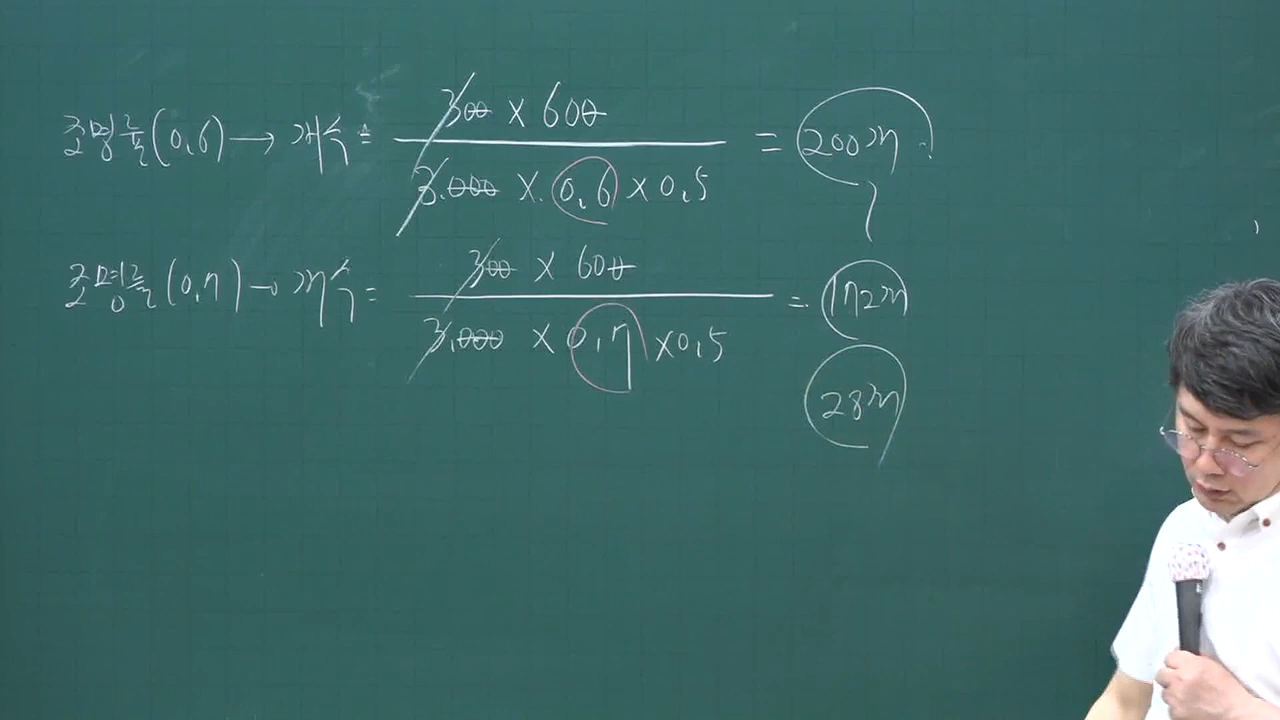 조명률(0.6) → 개수 = 300 × 600 / 3.000 × 0.6 × 0.5 = 200개
조명률(0.7) → 개수 = 300 × 600 / 3.000 × 0.7 × 0.5 = 172개
28개